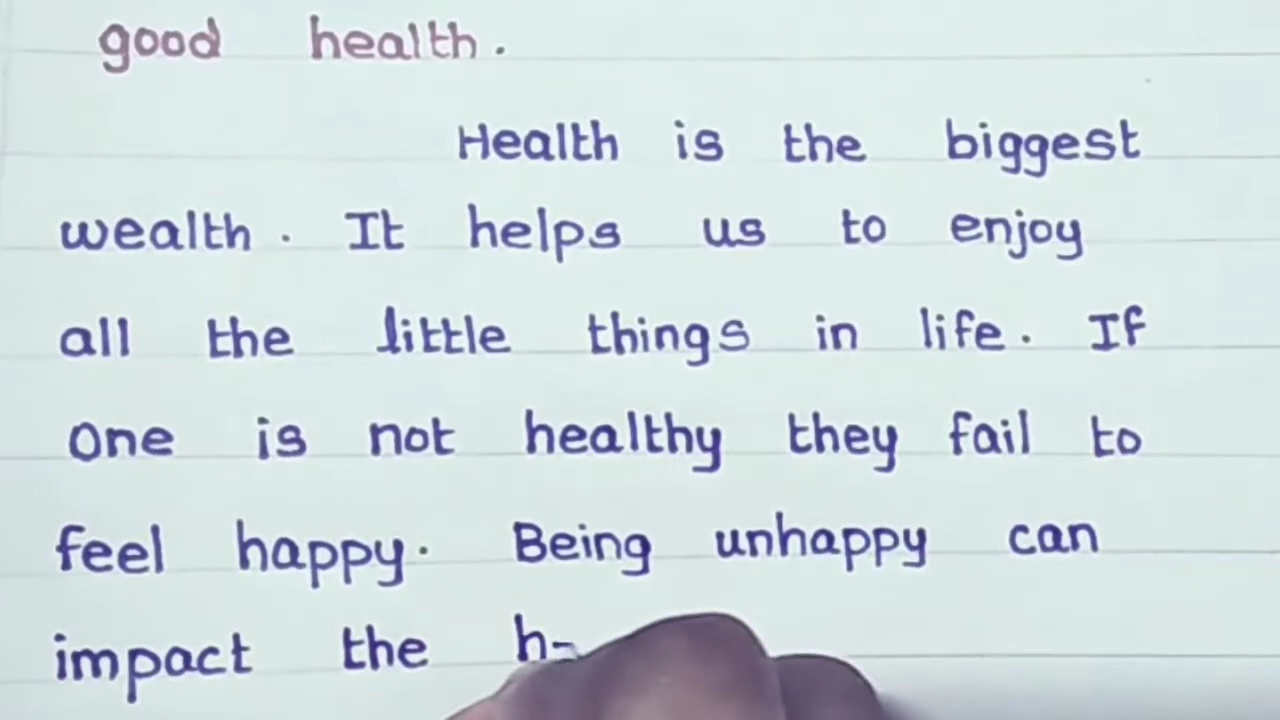 good health.
Health is the biggest
wealth. It helps us to enjoy
all the little things in life. If
one is not healthy they fail to
feel happy. Being unhappy can
impact the